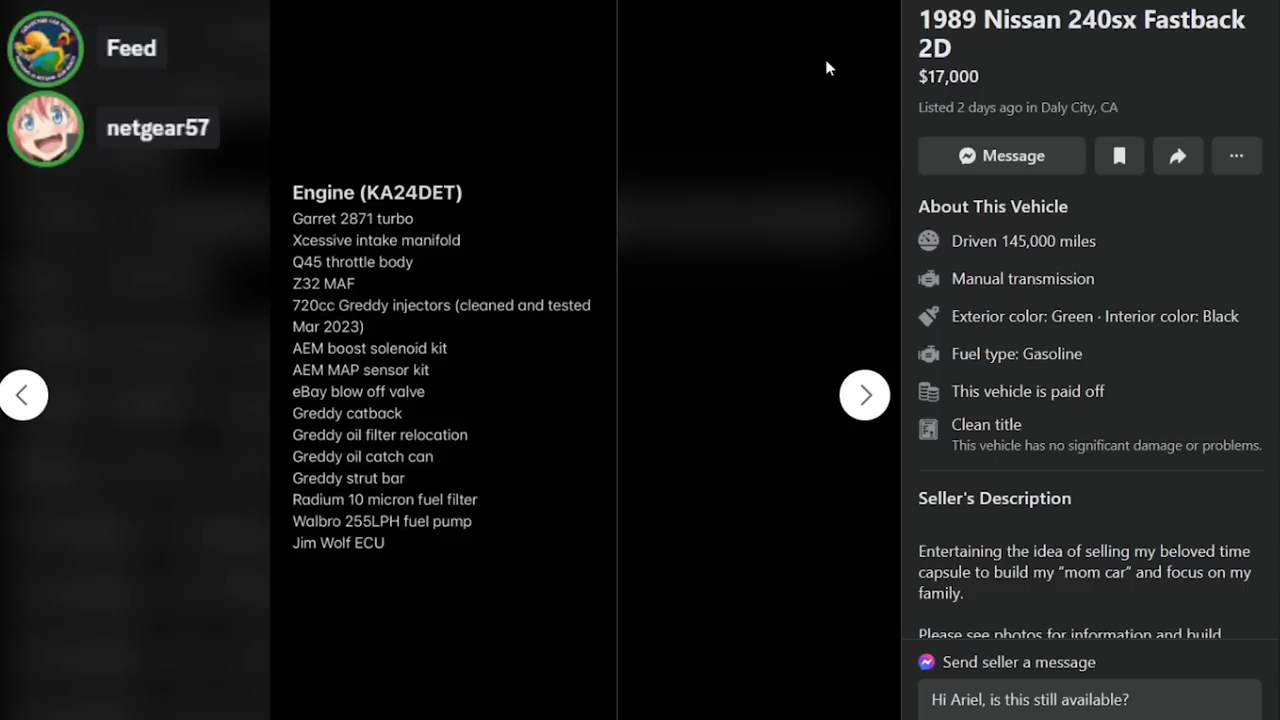 Feed
netgear57
Engine (KA24DET)
Garret 2871 turbo
Xcessive intake manifold
Q45 throttle body
Z32 MAF
720cc Greddy injectors (cleaned and tested
Mar 2023)
AEM boost solenoid kit
AEM MAP sensor kit
eBay blow off valve
Greddy catback
Greddy oil filter relocation
Greddy oil catch can
Greddy strut bar
Radium 10 micron fuel filter
Walbro 255LPH fuel pump
Jim Wolf ECU
1989 Nissan 240sx Fastback
2D
$17,000
Listed 2 days ago in Daly City, CA
Message
About This Vehicle
Driven 145,000 miles
Manual transmission
Exterior color: Green · Interior color: Black
Fuel type: Gasoline
This vehicle is paid off
Clean title
This vehicle has no significant damage or problems.
Seller's Description
Entertaining the idea of selling my beloved time
capsule to build my “mom car” and focus on my
family.
Please see photos for information and build
Send seller a message
Hi Ariel, is this still available?